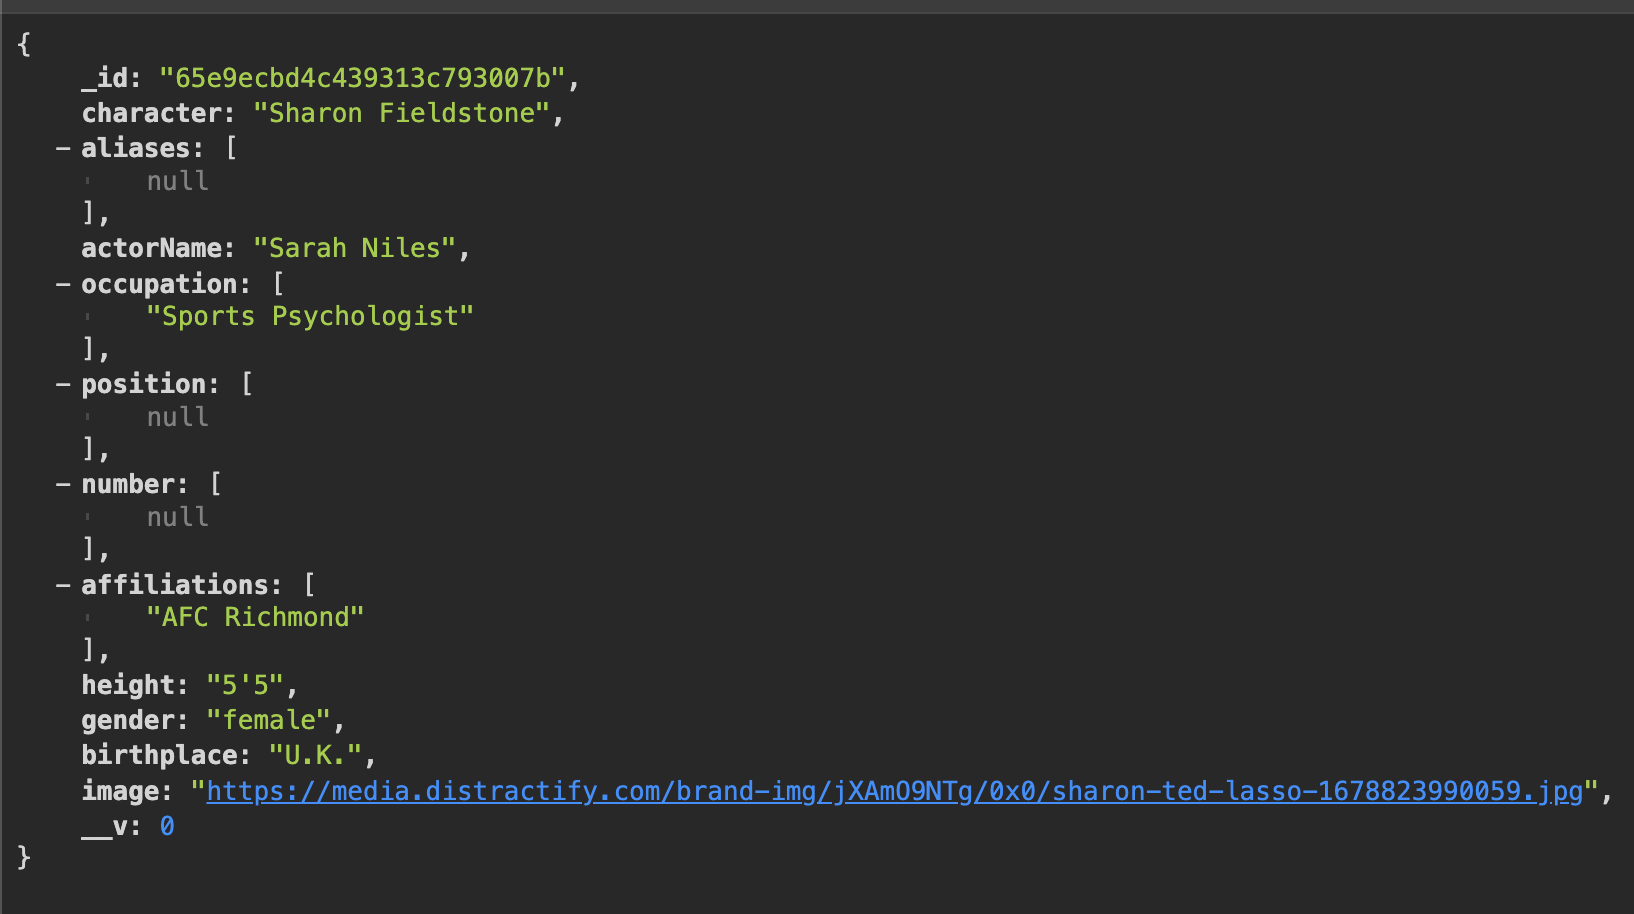 {
_id: "65e9ecbd4c439313c793007b",
character: "Sharon Fieldstone",
– aliases: [
null
],
actorName: "Sarah Niles",
– occupation: [
"Sports Psychologist"
],
– position: [
null
],
– number: [
null
],
– affiliations: [
"AFC Richmond"
],
height: "5'5",
gender: "female",
birthplace: "U.K.",
image: "https://media.distractify.com/brand-img/jXAmO9NTg/0x0/sharon-ted-lasso-1678823990059.jpg",
__v: 0
}